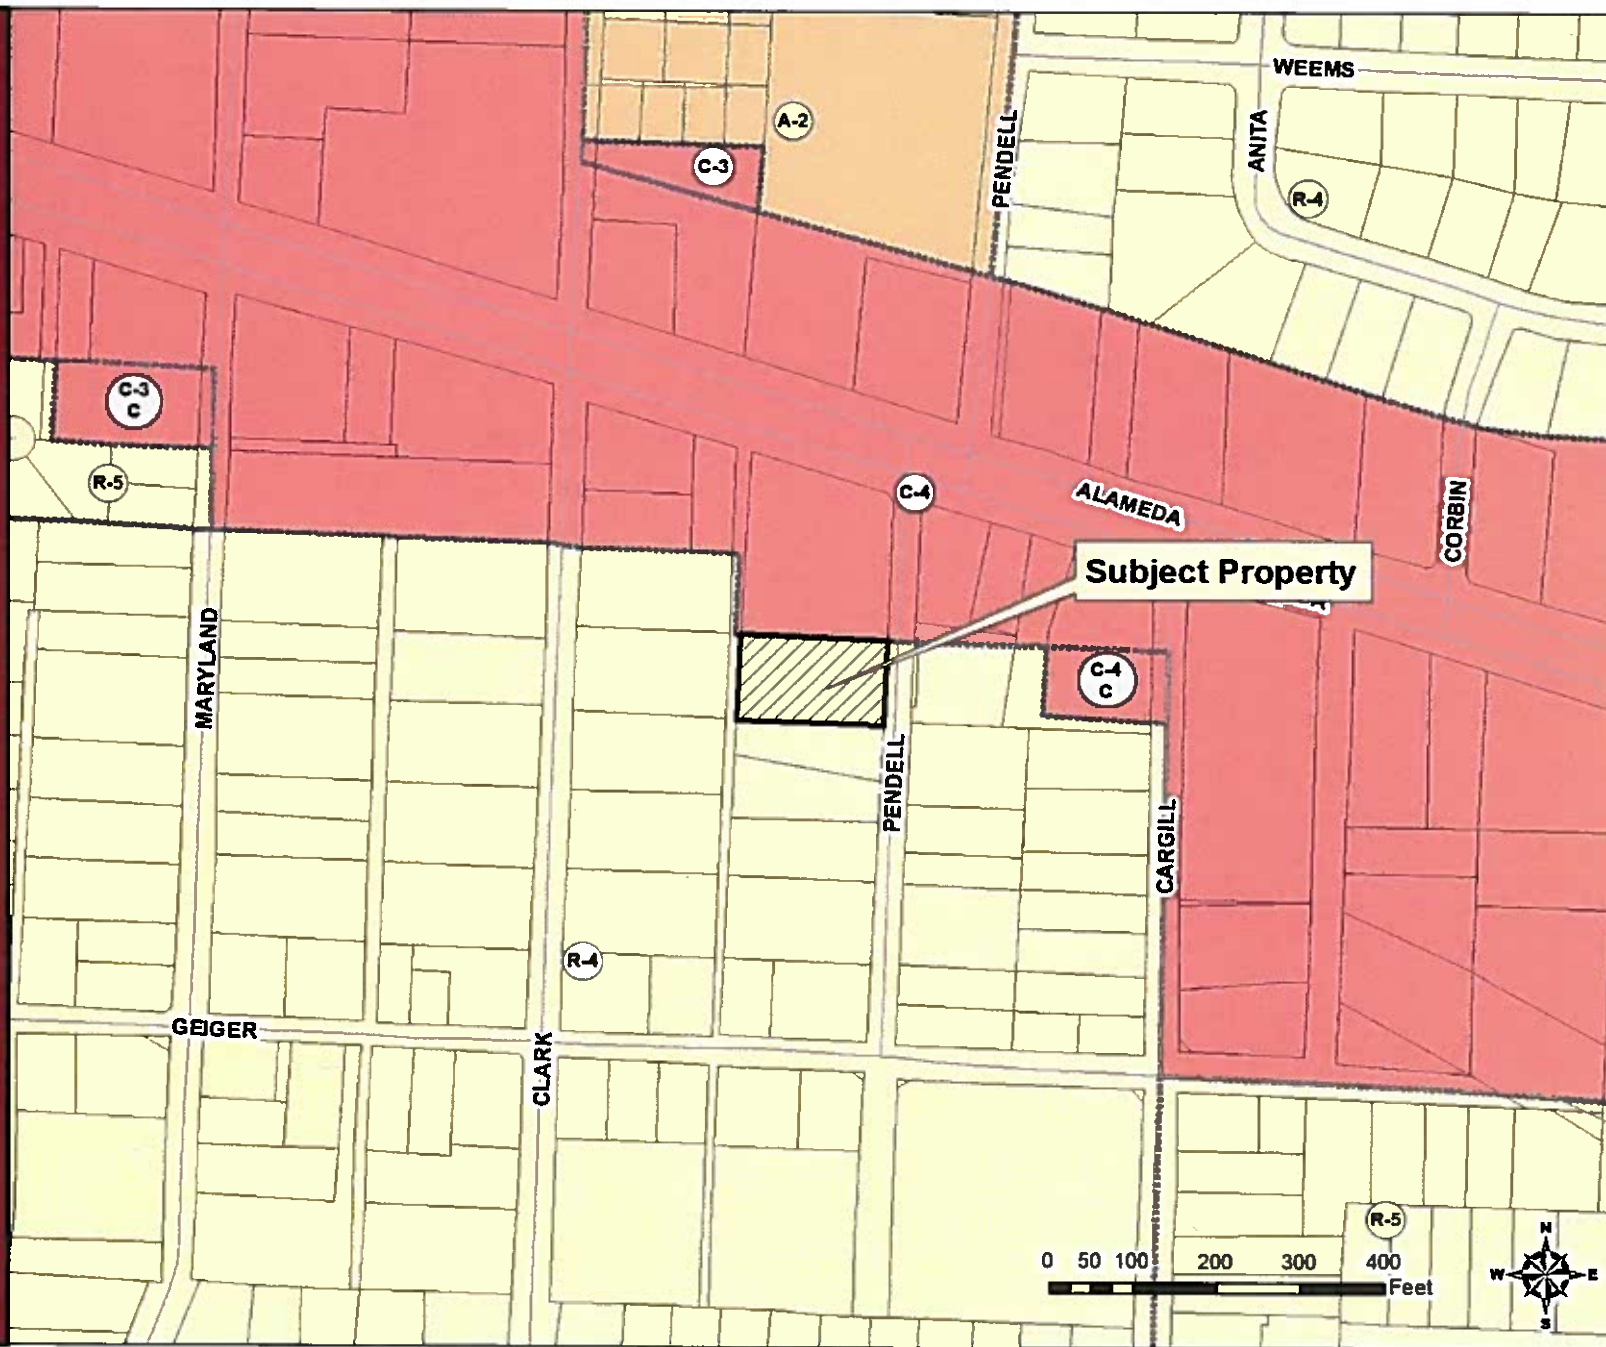 WEEMS
A-2
PENDELL
ANITA
C-3
R-4
C-3
C
R-5
C-4
ALAMEDA
CORBIN
Subject Property
MARYLAND
C-4
C
PENDELL
CARGILL
R-4
GEIGER
CLARK
R-5
0 50 100 200 300 400
Feet
N
W E
S